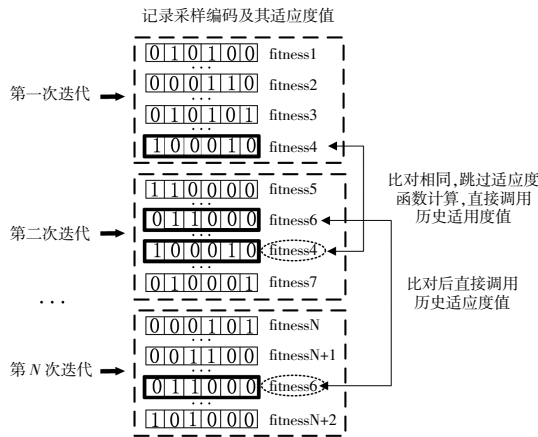 记录采样编码及其适应度值
0 1 0 1 0 0 fitness1
...
0 0 0 1 1 0 fitness2
...
第一次迭代
0 1 0 1 0 1 fitness3
...
1 0 0 0 1 0 fitness4
比对相同,跳过适应度
函数计算,直接调用
历史适用度值
1 1 0 0 0 0 fitness5
...
0 1 1 0 0 0 fitness6
第二次迭代
...
1 0 0 0 1 0 fitness4
...
0 1 0 0 0 1 fitness7
比对后直接调用
历史适应度值
...
0 0 0 1 0 1 fitnessN
...
0 0 1 1 0 0 fitnessN+1
第 N 次迭代
...
0 1 1 0 0 0 fitness6
...
1 0 1 0 0 0 fitnessN+2